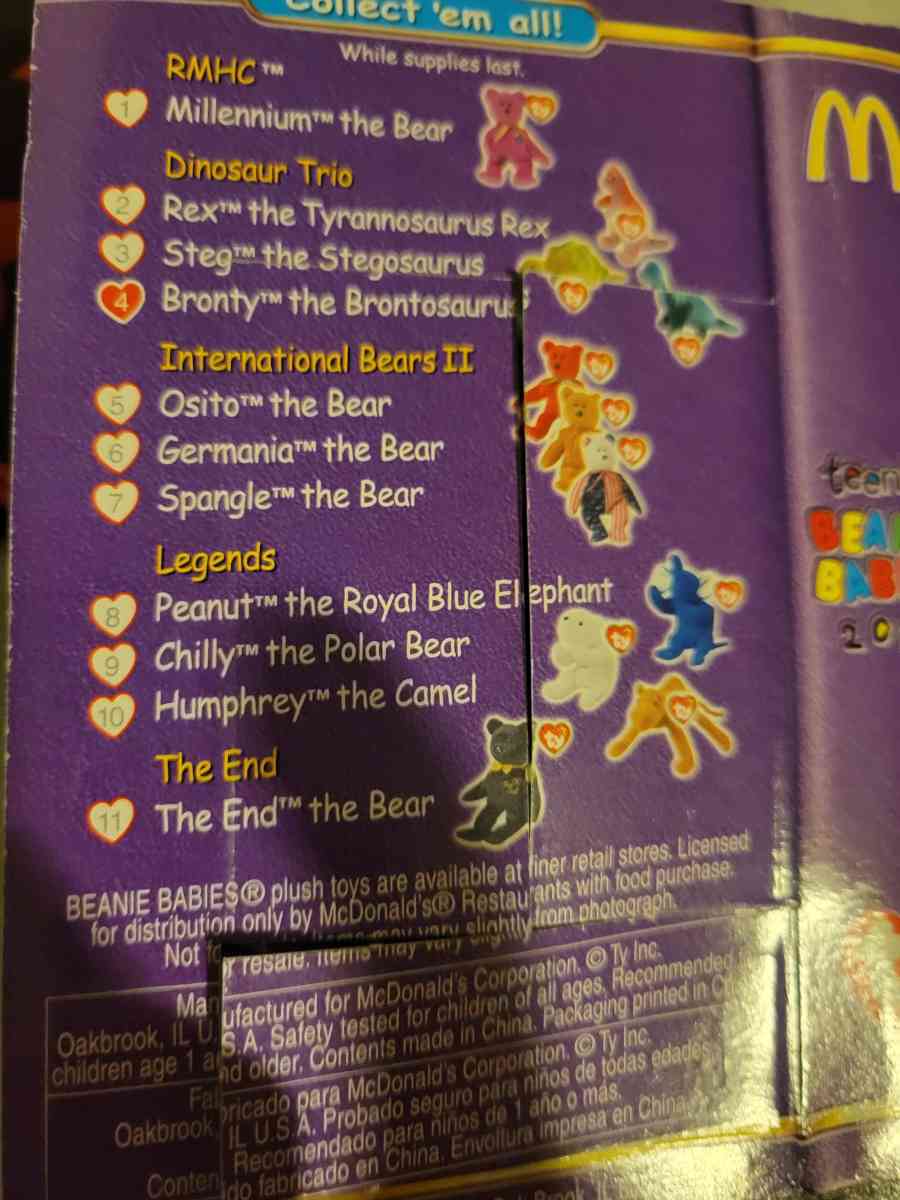 Collect 'em all!
While supplies last.
RMHC™
1 Millennium™ the Bear
Dinosaur Trio
2 Rex™ the Tyrannosaurus Rex
3 Steg™ the Stegosaurus
4 Bronty™ the Brontosaurus
International Bears II
5 Osito™ the Bear
6 Germania™ the Bear
7 Spangle™ the Bear
Legends
8 Peanut™ the Royal Blue Elephant
9 Chilly™ the Polar Bear
10 Humphrey™ the Camel
The End
11 The End™ the Bear
BEANIE BABIES® plush toys are available at finer retail stores. Licensed
for distribution only by McDonald's® Restaurants with food purchase.
Not for resale. Items may vary slightly from photograph.
Manufactured for McDonald's Corporation. © Ty Inc.
Oakbrook, IL U.S.A. Safety tested for children of all ages. Recommended
children age 1 and older. Contents made in China. Packaging printed in C
Fabricado para McDonald's Corporation. © Ty Inc.
Oakbrook IL U.S.A. Probado seguro para niños de todas edades.
Recomendado para niños de 1 año o más.
Contenido fabricado en China. Envoltura impresa en China
M
teen
BEA
BAB
20